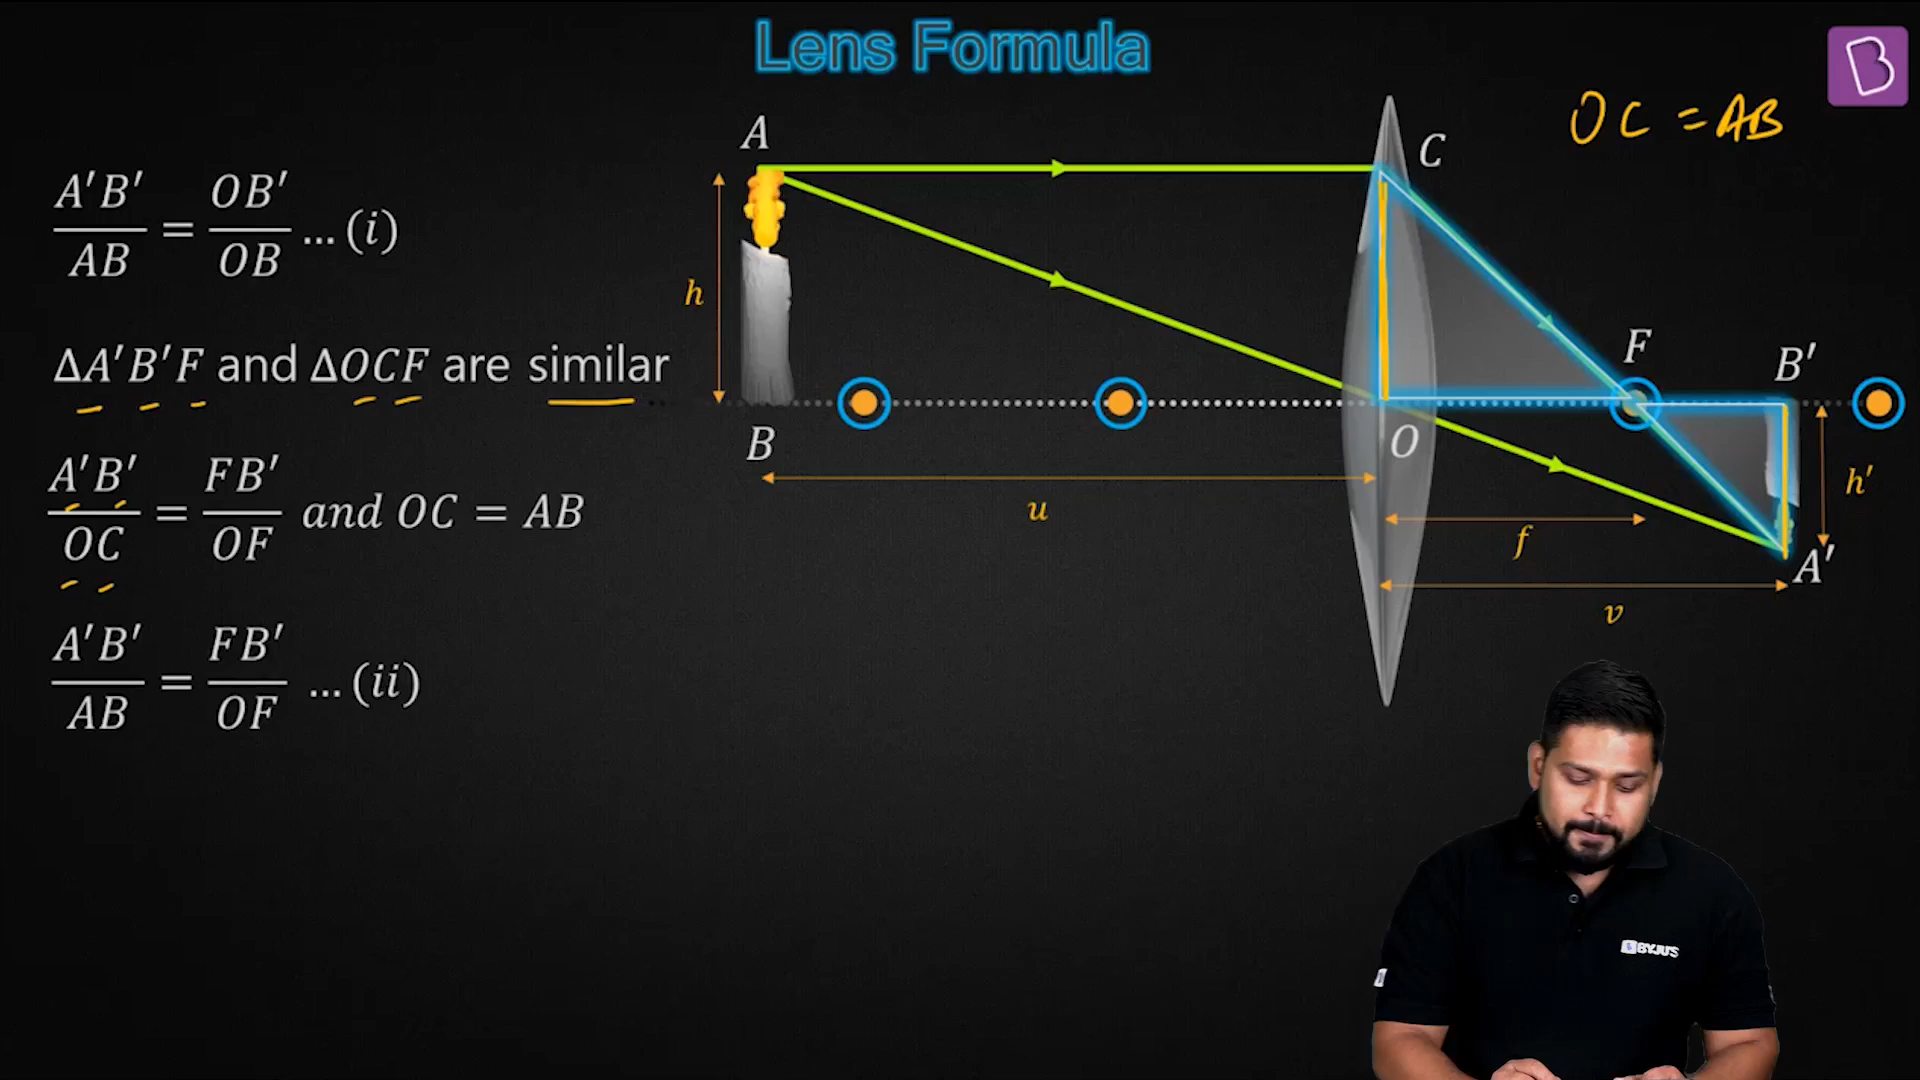 Lens Formula
B
OC = AB
A'B'/AB = OB'/OB ... (i)
ΔA'B'F and ΔOCF are similar
A'B'/OC = FB'/OF and OC = AB
A'B'/AB = FB'/OF ... (ii)
A
C
h
F
B'
B
O
u
f
h'
A'
v
BYJU'S